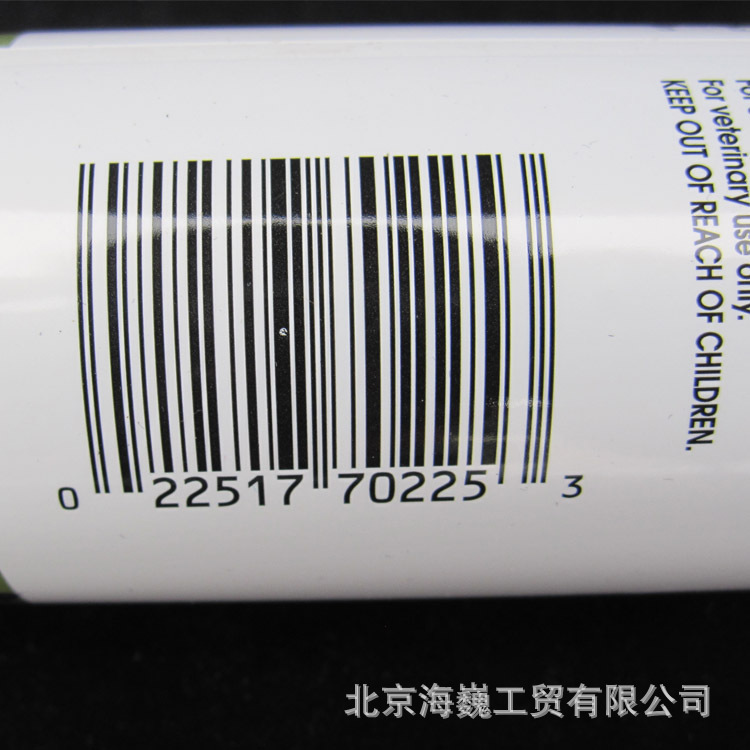 For veterinary use only.
KEEP OUT OF REACH OF CHILDREN.
0 22517 70225 3
北京海巍工贸有限公司